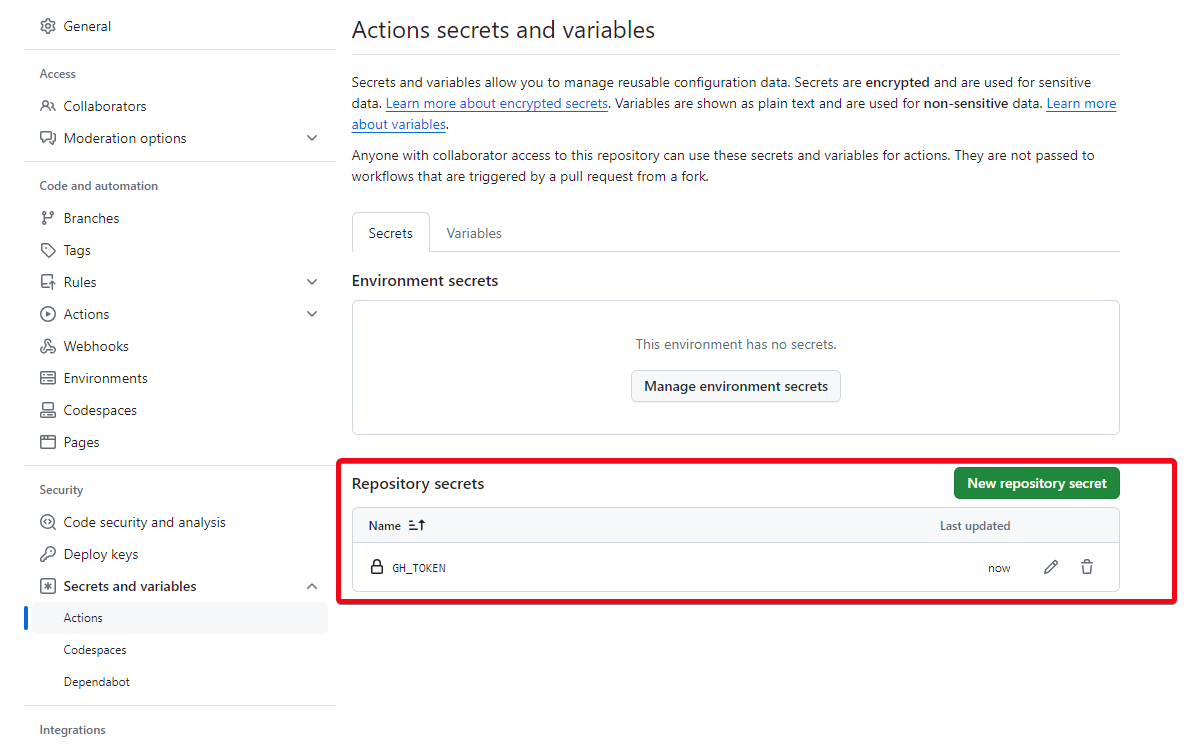 General
Access
Collaborators
Moderation options
Code and automation
Branches
Tags
Rules
Actions
Webhooks
Environments
Codespaces
Pages
Security
Code security and analysis
Deploy keys
Secrets and variables
Actions
Codespaces
Dependabot
Integrations
Actions secrets and variables
Secrets and variables allow you to manage reusable configuration data. Secrets are encrypted and are used for sensitive
data. Learn more about encrypted secrets. Variables are shown as plain text and are used for non-sensitive data. Learn more
about variables.
Anyone with collaborator access to this repository can use these secrets and variables for actions. They are not passed to
workflows that are triggered by a pull request from a fork.
Secrets Variables
Environment secrets
This environment has no secrets.
Manage environment secrets
Repository secrets New repository secret
Name Last updated
GH_TOKEN now